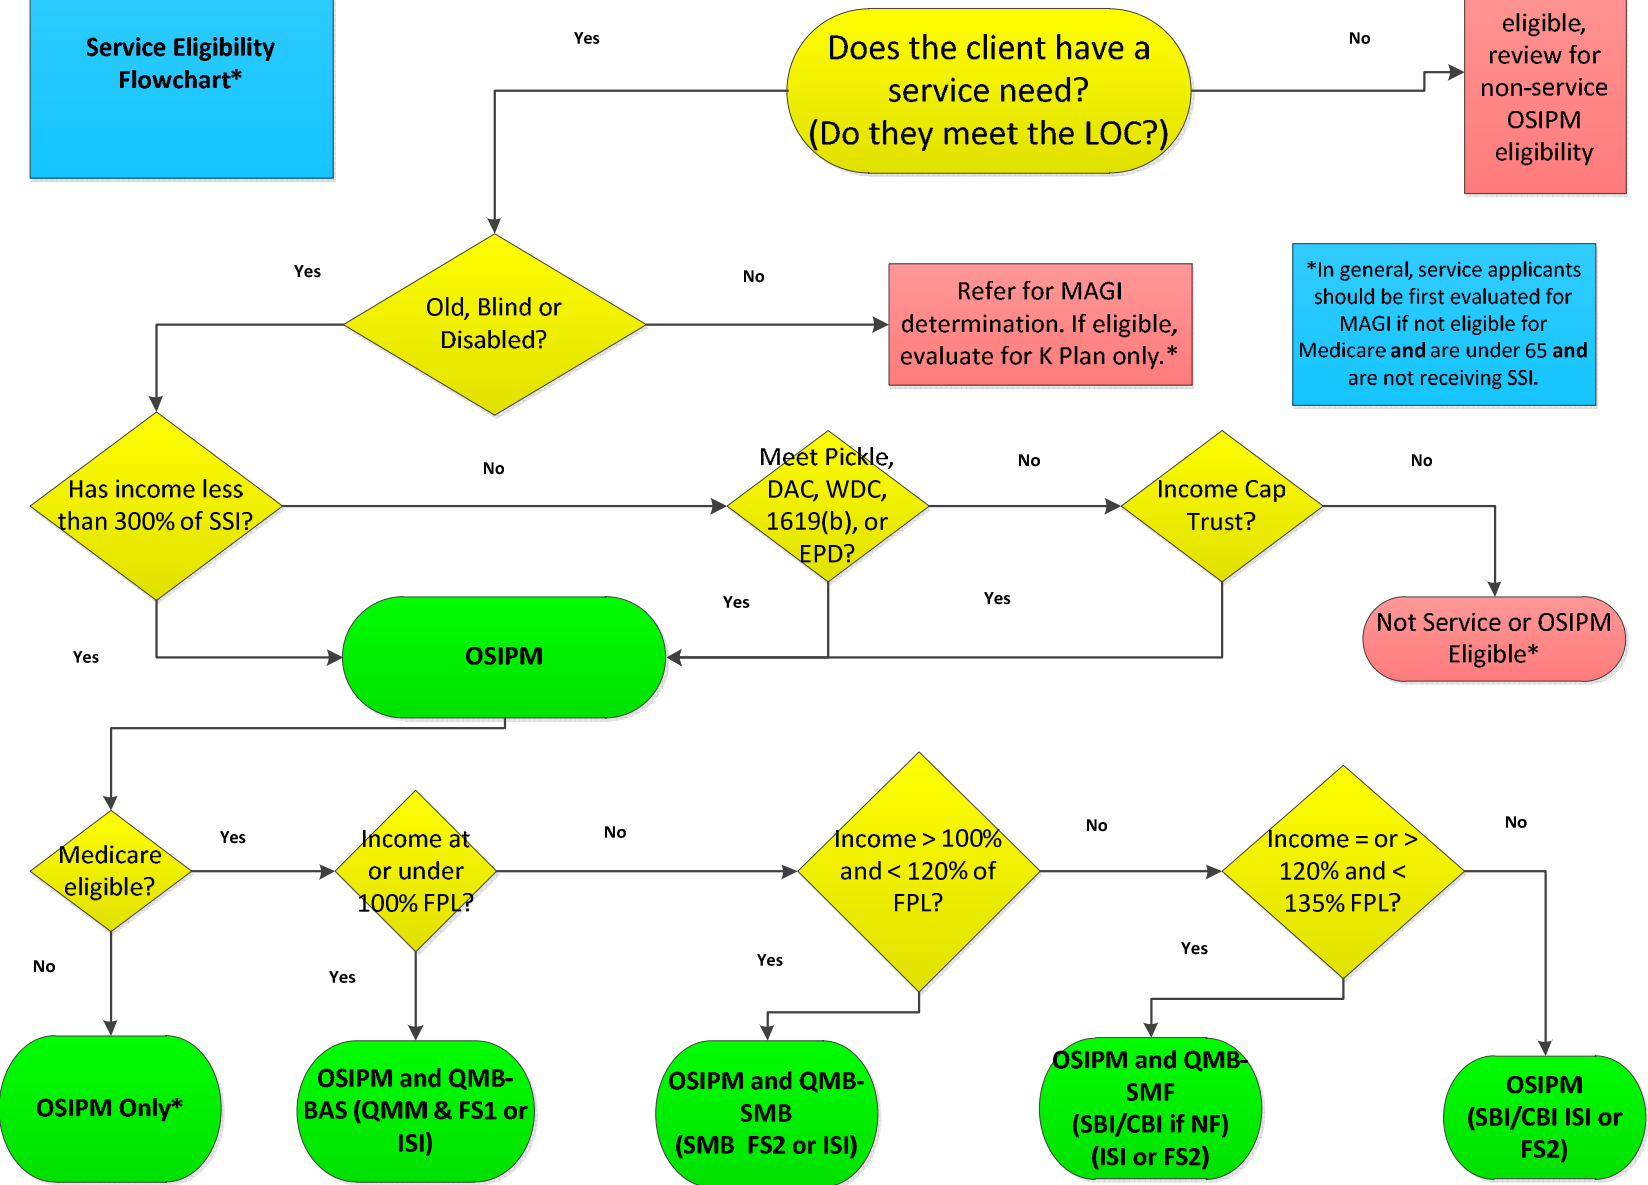 Service Eligibility
Flowchart*
Yes
Does the client have a
service need?
(Do they meet the LOC?)
No
eligible,
review for
non-service
OSIPM
eligibility
Yes
Old, Blind or
Disabled?
No
Refer for MAGI
determination. If eligible,
evaluate for K Plan only.*
*In general, service applicants
should be first evaluated for
MAGI if not eligible for
Medicare and are under 65 and
are not receiving SSI.
Has income less
than 300% of SSI?
No
Meet Pickle,
DAC, WDC,
1619(b), or
EPD?
No
Income Cap
Trust?
No
Yes
OSIPM
Yes
Yes
Not Service or OSIPM
Eligible*
Medicare
eligible?
Yes
Income at
or under
100% FPL?
No
Income > 100%
and < 120% of
FPL?
No
Income = or >
120% and <
135% FPL?
No
No
Yes
Yes
Yes
OSIPM Only*
OSIPM and QMB-
BAS (QMM & FS1 or
ISI)
OSIPM and QMB-
SMB
(SMB  FS2 or ISI)
OSIPM and QMB-
SMF
(SBI/CBI if NF)
(ISI or FS2)
OSIPM
(SBI/CBI ISI or
FS2)